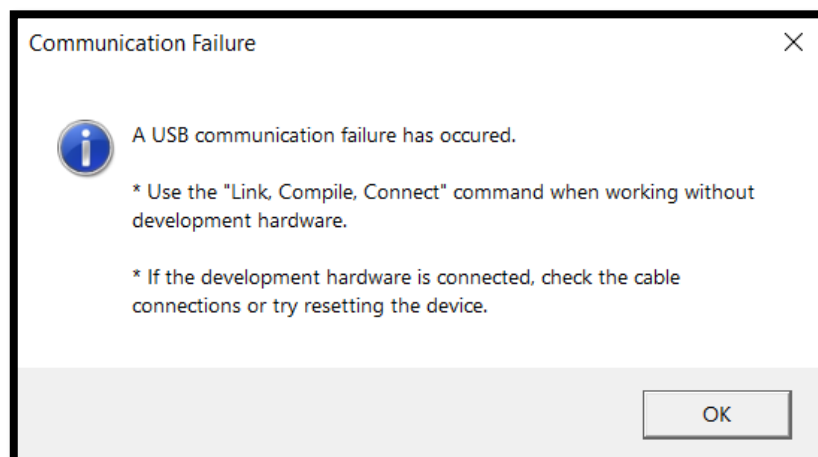 Communication Failure
A USB communication failure has occured.
* Use the "Link, Compile, Connect" command when working without
development hardware.
* If the development hardware is connected, check the cable
connections or try resetting the device.
OK